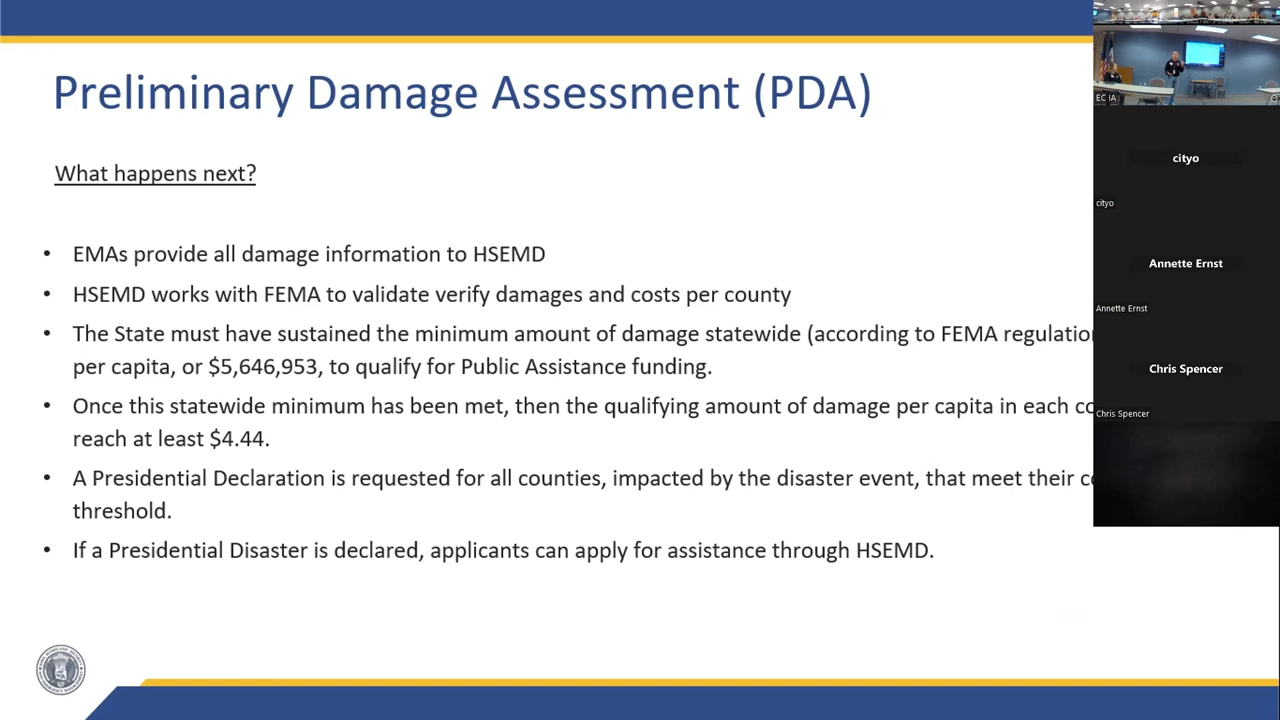 Preliminary Damage Assessment (PDA)
What happens next?
• EMAs provide all damage information to HSEMD
• HSEMD works with FEMA to validate verify damages and costs per county
• The State must have sustained the minimum amount of damage statewide (according to FEMA
per capita, or $5,646,953, to qualify for Public Assistance funding.
• Once this statewide minimum has been met, then the qualifying amount of damage per capita in each
reach at least $4.44.
• A Presidential Declaration is requested for all counties, impacted by the disaster event, that meet their
threshold.
• If a Presidential Disaster is declared, applicants can apply for assistance through HSEMD.
EC IA
cityo
cityo
Annette Ernst
Annette Ernst
Chris Spencer
Chris Spencer